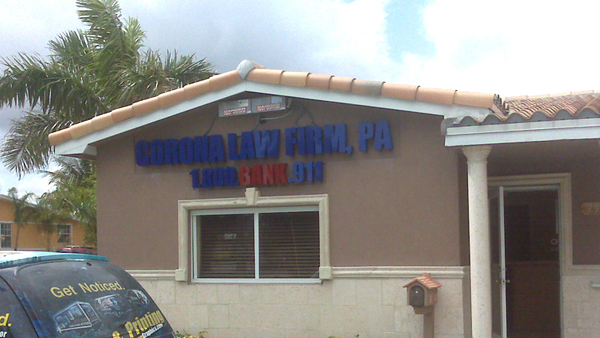 CORONA LAW FIRM, PA
1.800.BANK.911
Get Noticed.
& Printing